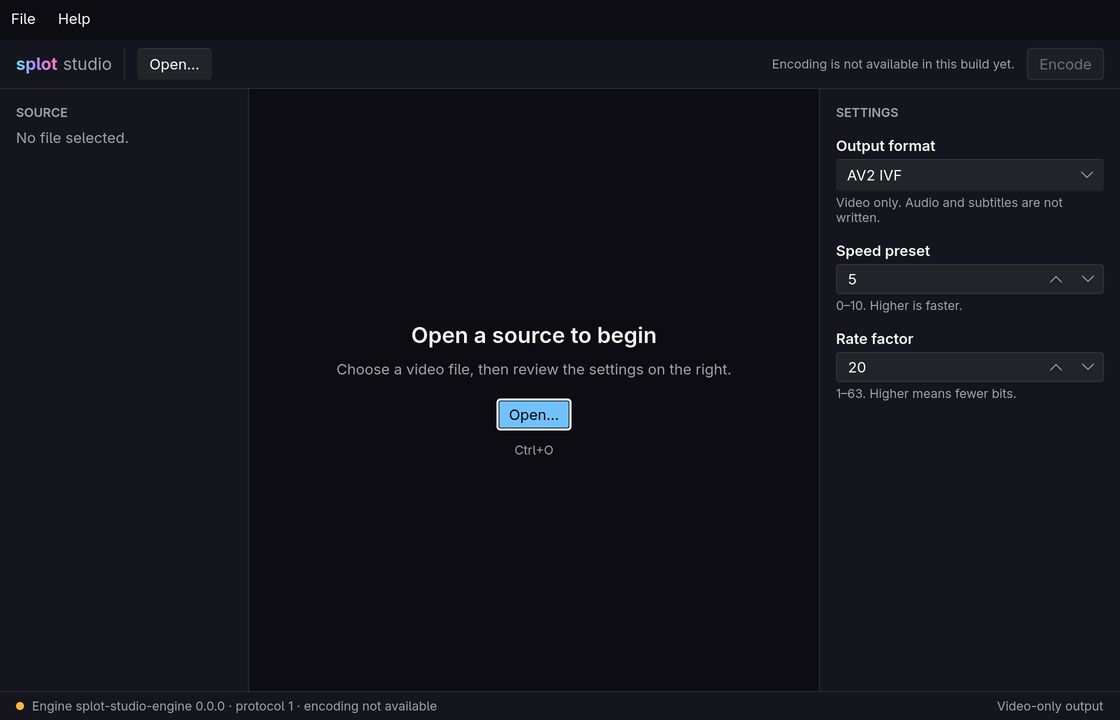 File Help
splot studio Open... Encoding is not available in this build yet. Encode
SOURCE
No file selected.
Open a source to begin
Choose a video file, then review the settings on the right.
Open...
Ctrl+O
SETTINGS
Output format
AV2 IVF
Video only. Audio and subtitles are not
written.
Speed preset
5
0–10. Higher is faster.
Rate factor
20
1–63. Higher means fewer bits.
Engine splot-studio-engine 0.0.0 · protocol 1 · encoding not available Video-only output